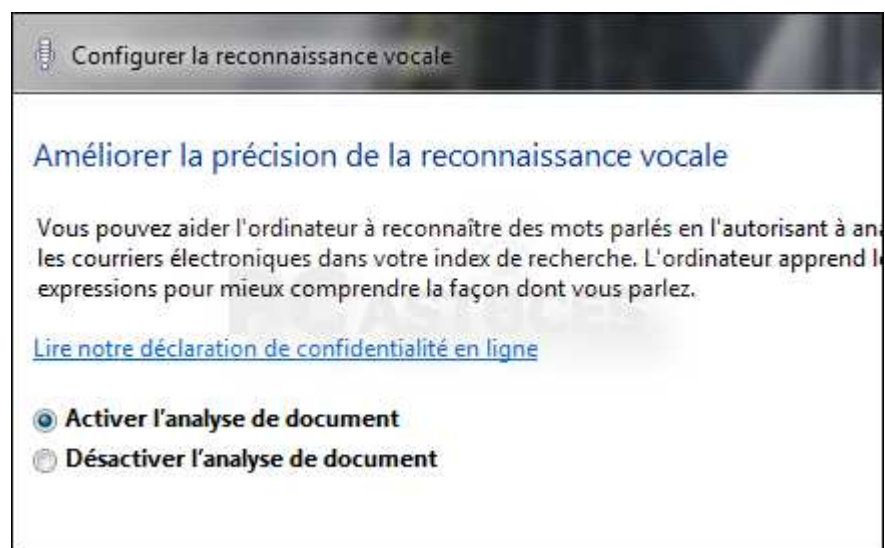 Configurer la reconnaissance vocale
Améliorer la précision de la reconnaissance vocale
Vous pouvez aider l'ordinateur à reconnaître des mots parlés en l'autorisant à
les courriers électroniques dans votre index de recherche. L'ordinateur apprend
expressions pour mieux comprendre la façon dont vous parlez.
PC ASTUCES
Lire notre déclaration de confidentialité en ligne
Activer l'analyse de document
Désactiver l'analyse de document